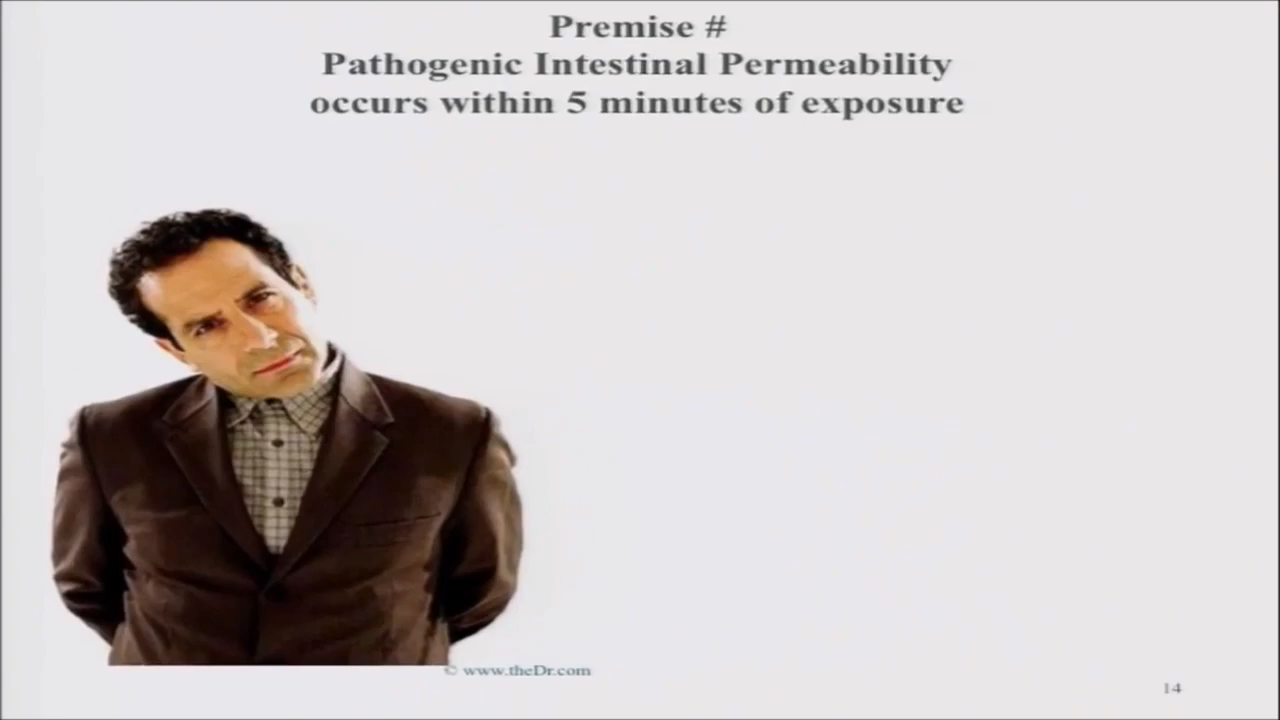 Premise #
Pathogenic Intestinal Permeability
occurs within 5 minutes of exposure
© www.theDr.com
14